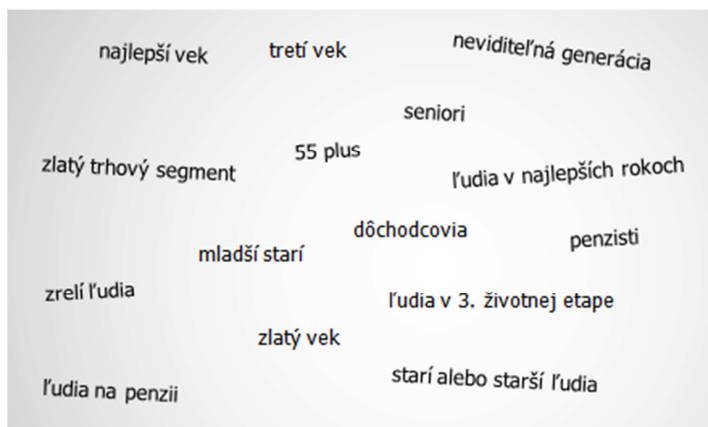 najlepší vek
tretí vek
neviditeľná generácia
seniori
zlatý trhový segment
55 plus
ľudia v najlepších rokoch
dôchodcovia
penzisti
mladší starí
zrelí ľudia
ľudia v 3. životnej etape
zlatý vek
ľudia na penzii
starí alebo starší ľudia